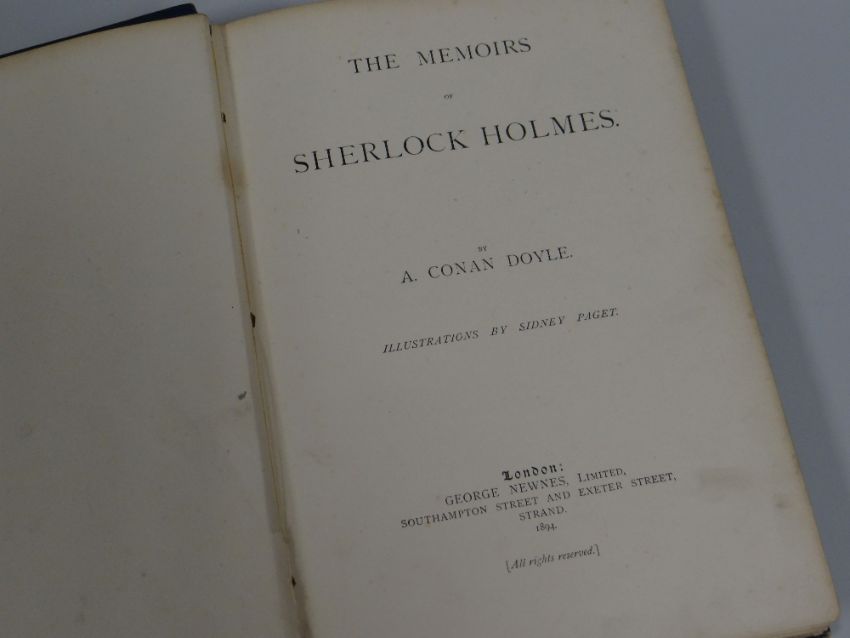 THE MEMOIRS
OF
SHERLOCK HOLMES.
BY
A. CONAN DOYLE.
ILLUSTRATIONS BY SIDNEY PAGET.
London:
GEORGE NEWNES, LIMITED,
SOUTHAMPTON STREET AND EXETER STREET,
STRAND.
1894.
[All rights reserved.]